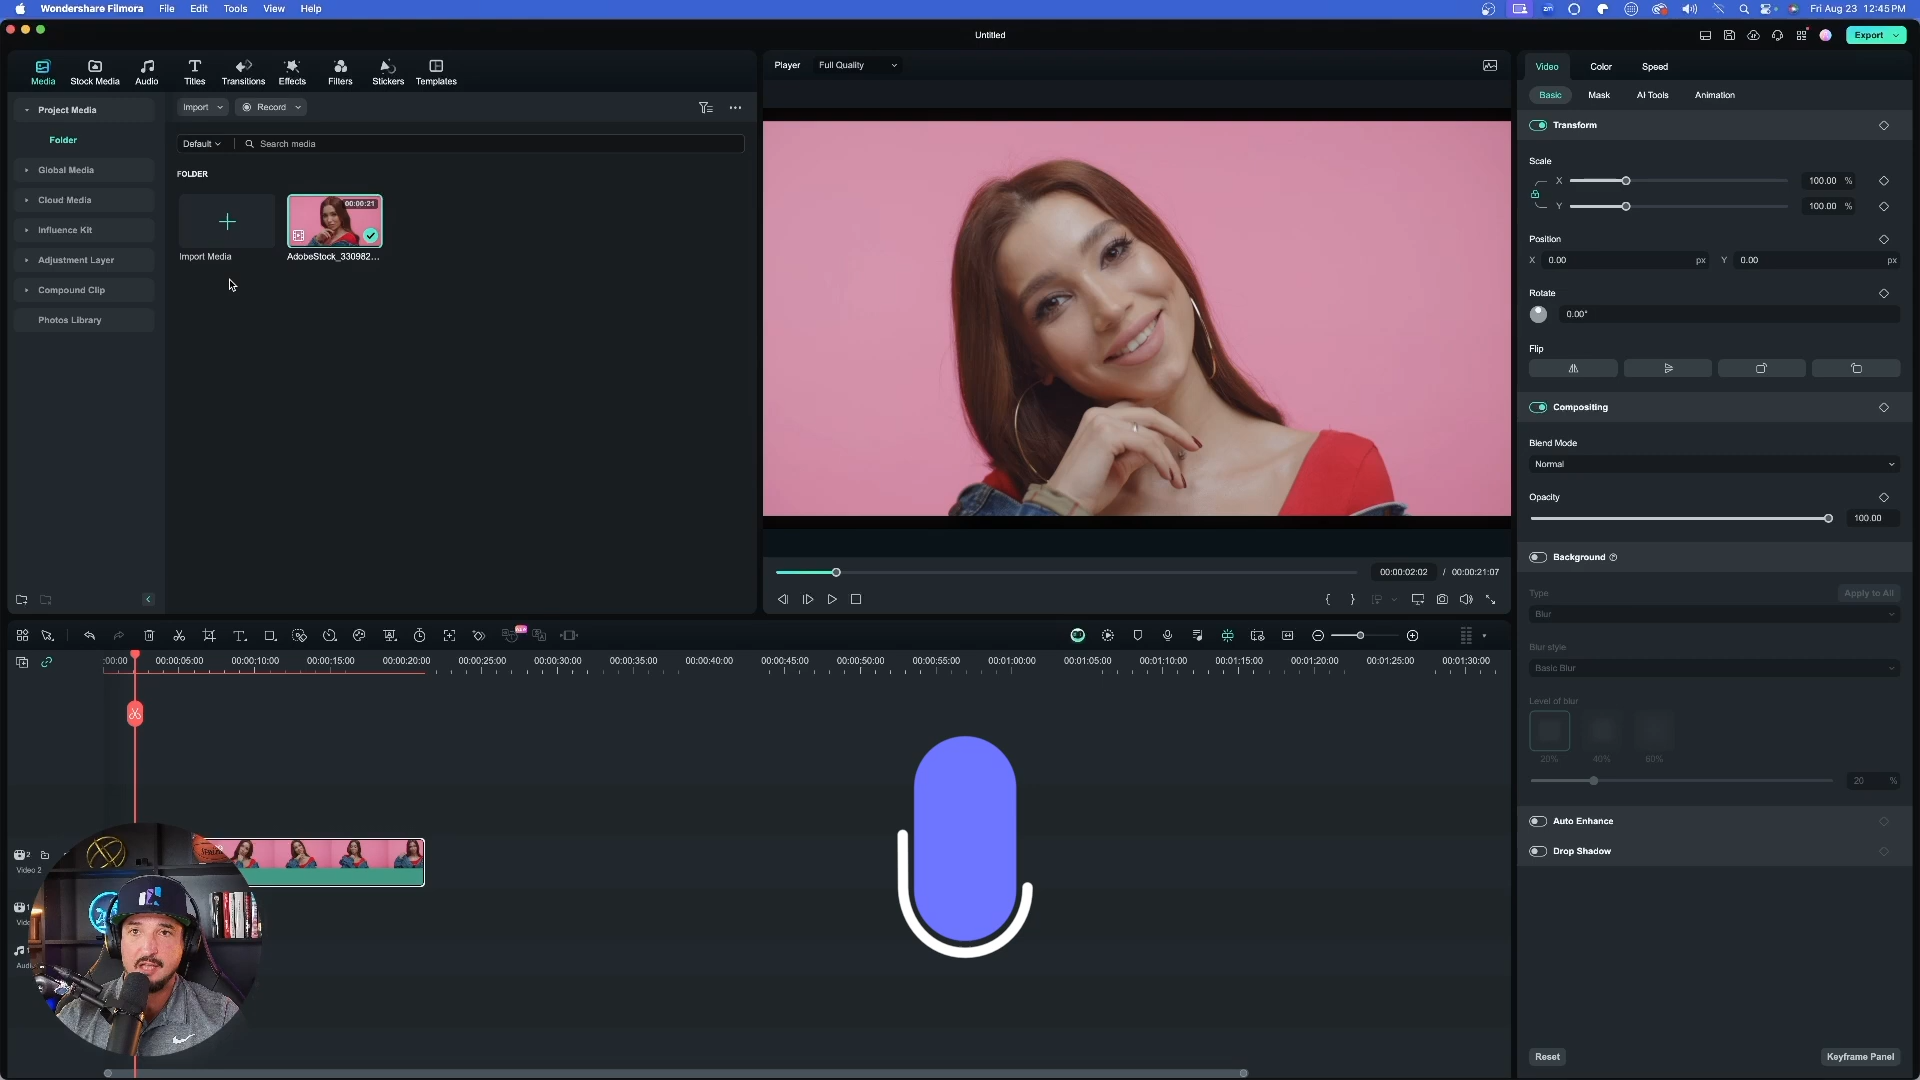 Wondershare Filmora File Edit Tools View Help
zm
Fri Aug 23 12:45 PM
Untitled
Export
Media
Stock Media
Audio
Titles
Transitions
Effects
Filters
Stickers
Templates
Project Media
Folder
Global Media
Cloud Media
Influence Kit
Adjustment Layer
Compound Clip
Photos Library
Import
Record
Default
Search media
FOLDER
00:00:21
Import Media
AdobeStock_330982...
Player
Full Quality
00:00:02:02 / 00:00:21:07
Video
Color
Speed
Basic
Mask
AI Tools
Animation
Transform
Scale
X
100.00 %
Y
100.00 %
Position
X 0.00 px Y 0.00 px
Rotate
0.00°
Flip
Compositing
Blend Mode
Normal
Opacity
100.00
Background
Type
Apply to All
Blur
Blur style
Basic Blur
Level of blur
20%
40%
60%
20 %
Auto Enhance
Drop Shadow
Reset
Keyframe Panel
NEW
:00:00 00:00:05:00 00:00:10:00 00:00:15:00 00:00:20:00 00:00:25:00 00:00:30:00 00:00:35:00 00:00:40:00 00:00:45:00 00:00:50:00 00:00:55:00 00:01:00:00 00:01:05:00 00:01:10:00 00:01:15:00 00:01:20:00 00:01:25:00 00:01:30:00
2
Video 2
1